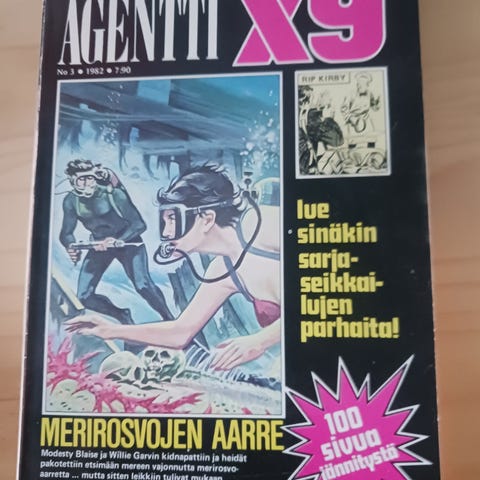 AGENTTI X9
No 3 • 1982 • 7,90
RIP KIRBY
lue
sinäkin
sarja-
seikkai-
lujen
parhaita!
MERIROSVOJEN AARRE
Modesty Blaise ja Willie Garvin kidnapattiin ja heidät
pakotettiin etsimään mereen vajonnutta merirosvo-
aarretta ... mutta sitten leikkiin tulivat mukaan
100
sivua
jännitystä